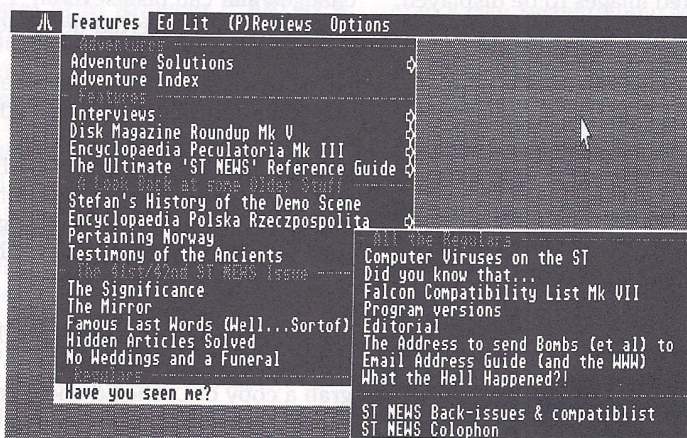 Features Ed Lit (P)Reviews Options
Adventures
Adventure Solutions
Adventure Index
Features
Interviews
Disk Magazine Roundup Mk V
Encyclopaedia Peculatoria Mk III
The Ultimate 'ST NEWS' Reference Guide
A Look Back at some Older Stuff
Stefan's History of the Demo Scene
Encyclopaedia Polska Rzeczpospolita
Pertaining Norway
Testimony of the Ancients
The 41st/42nd ST NEWS Issue
The Significance
The Mirror
Famous Last Words (Well...Sortof)
Hidden Articles Solved
No Weddings and a Funeral
Regulars
Have you seen me?
All the Regulars
Computer Viruses on the ST
Did you know that...
Falcon Compatibility List Mk VII
Program versions
Editorial
The Address to send Bombs (et al) to
Email Address Guide (and the WWW)
What the Hell Happened?!
ST NEWS Back-issues & compatiblist
ST NEWS Colophon